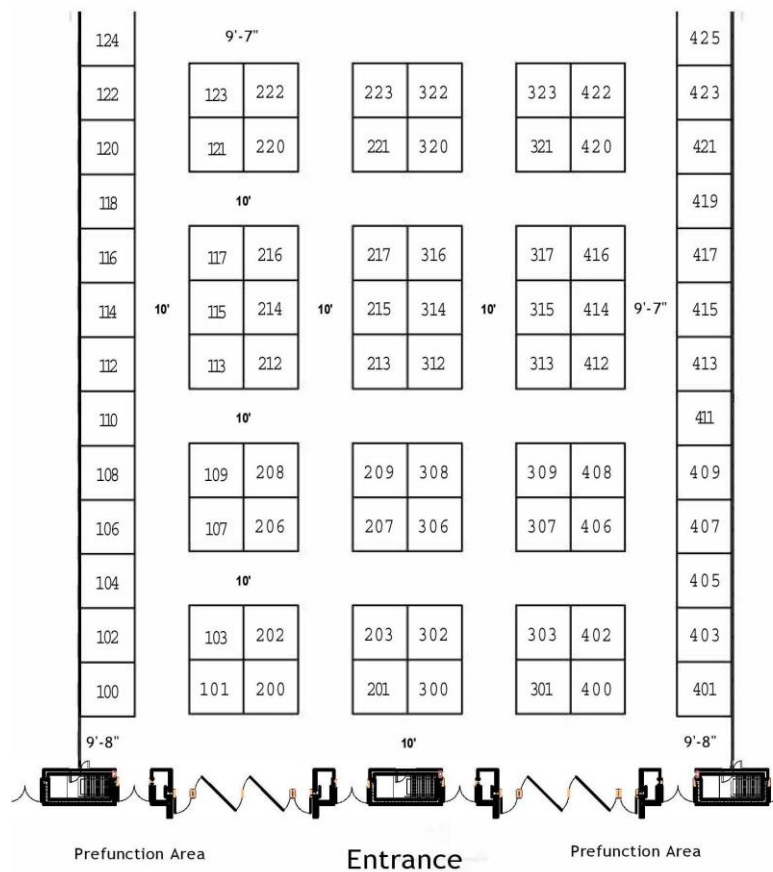 124 9'-7" 425
122 123 222 223 322 323 422 423
120 121 220 221 320 321 420 421
118 10' 419
116 117 216 217 316 317 416 417
114 10' 115 214 10' 215 314 10' 315 414 9'-7" 415
112 113 212 213 312 313 412 413
110 10' 411
108 109 208 209 308 309 408 409
106 107 206 207 306 307 406 407
104 10' 405
102 103 202 203 302 303 402 403
100 101 200 201 300 301 400 401
9'-8" 10' 9'-8"
Prefunction Area Entrance Prefunction Area